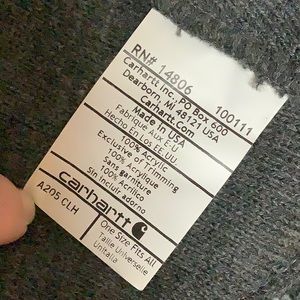 RN# 14806 100111
Carhartt Inc. PO Box 600
Dearborn, MI 48121 USA
carhartt.com
Made In USA
Fabriqué Aux E.U
Hecho En Los EE.UU.
100% Acrylic
Exclusive of Trimming
100% Acrylique
Sans garniture
100% Acrílico
Sin incluir adorno
carhartt
A205 CLH
One Size Fits All
Taille Universelle
Unitalla